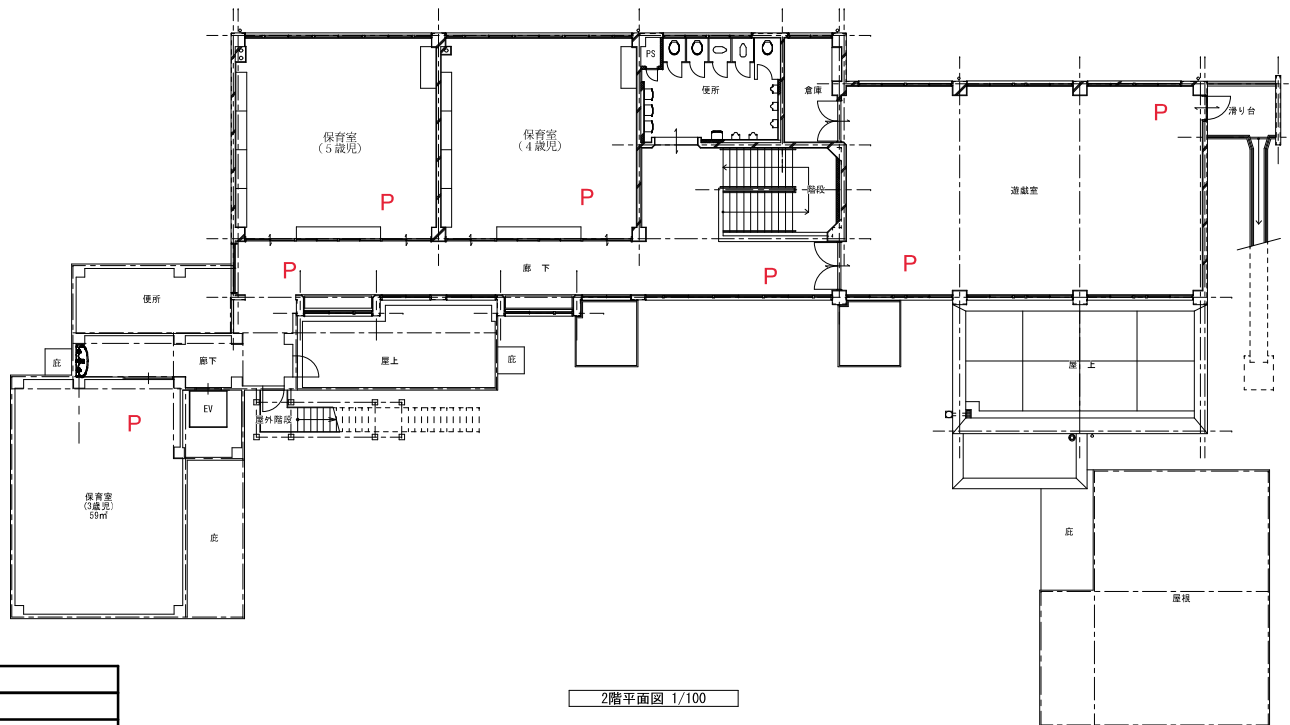 PS
便所
倉庫
P
滑り台
保育室
(５歳児)
保育室
(４歳児)
階段
遊戯室
P
P
P
廊 下
P
P
便所
庇
廊下
屋上
庇
屋 上
EV
屋外階段
P
保育室
(3歳児)
59㎡
庇
庇
屋根
2階平面図 1/100